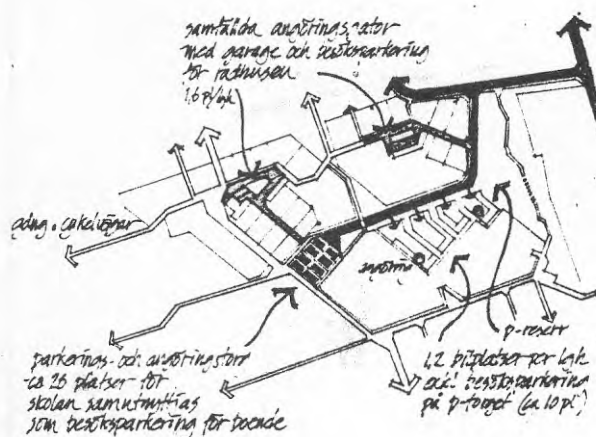 samfällda angöringsgator
med garage och besöksparkering
för radhusen
1,6 pl/lgh
gång o. cykelvägar
angöring
p-reserv
parkerings- och angöringstorg
ca 25 platser för
skolan samutnyttjas
som besöksparkering för boende
1,2 bilplatser per lgh
exkl besöksparkering
på p-torget (ca 10 pl)